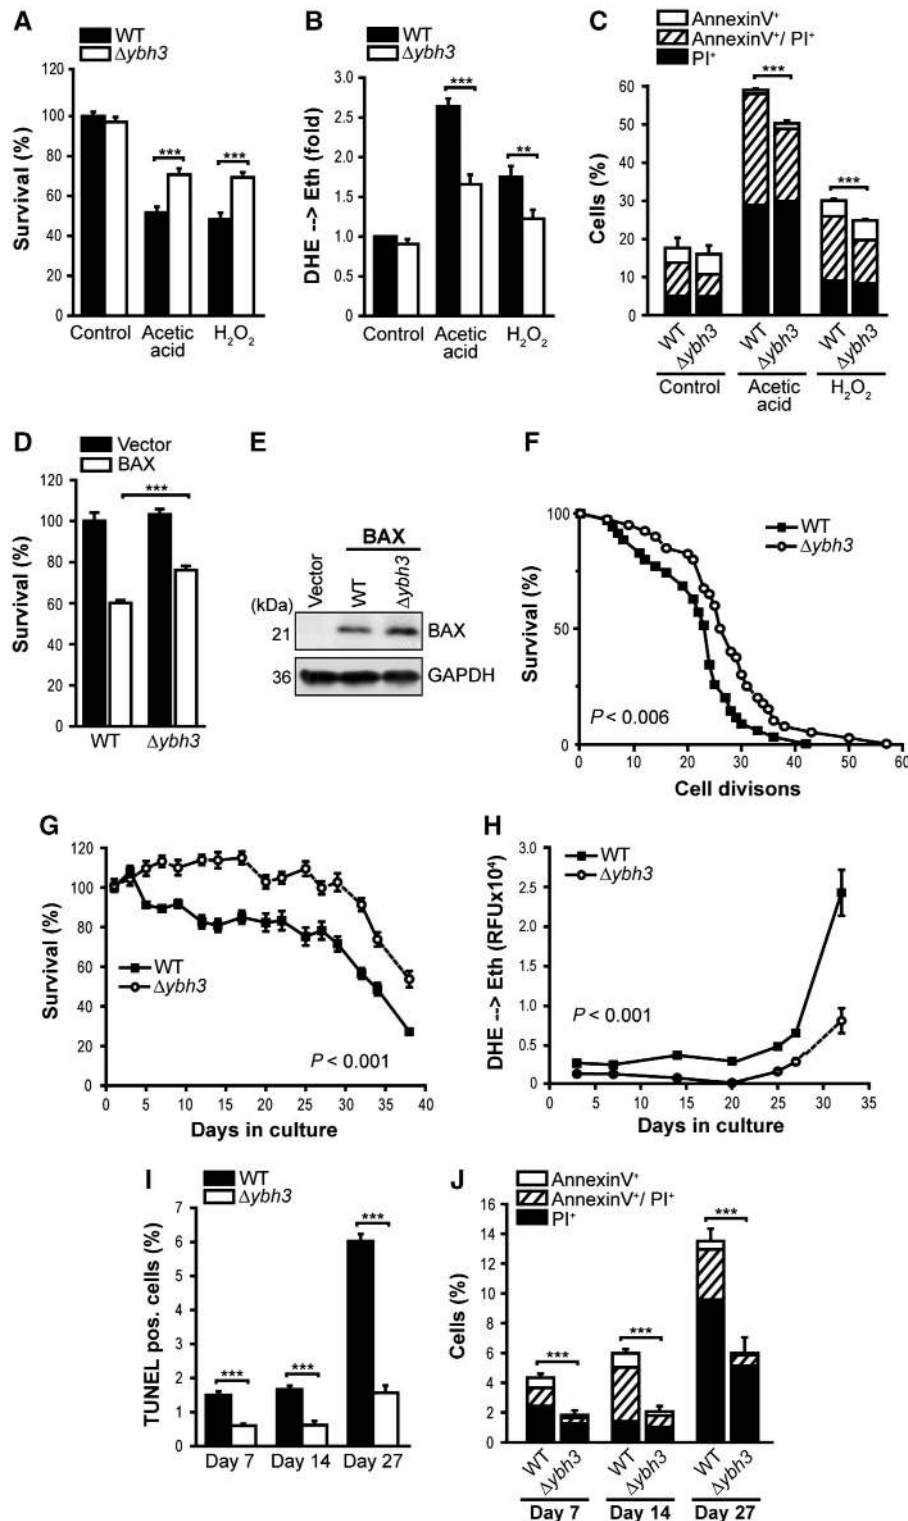 A
WT
Δybh3
Survival (%)
120
100
80
60
40
20
0
***
***
Control
Acetic acid
H2O2
B
WT
Δybh3
DHE --> Eth (fold)
3.0
2.5
2.0
1.5
1.0
0.5
0
***
**
Control
Acetic acid
H2O2
C
AnnexinV+
AnnexinV+/ PI+
PI+
Cells (%)
60
50
40
30
20
10
0
***
***
WT Δybh3 WT Δybh3 WT Δybh3
Control
Acetic acid
H2O2
D
Vector
BAX
Survival (%)
120
100
80
60
40
20
0
***
WT Δybh3
E
BAX
Vector WT Δybh3
(kDa)
21 BAX
36 GAPDH
F
Survival (%)
100
50
0
WT
Δybh3
P < 0.006
0 10 20 30 40 50 60
Cell divisons
G
Survival (%)
120
100
80
60
40
20
0
WT
Δybh3
P < 0.001
0 5 10 15 20 25 30 35 40
Days in culture
H
DHE --> Eth (RFUx10⁴)
3.0
2.5
2.0
1.5
1.0
0.5
0
WT
Δybh3
P < 0.001
0 5 10 15 20 25 30 35
Days in culture
I
WT
Δybh3
TUNEL pos. cells (%)
7
6
5
4
3
2
1
0
***
***
***
Day 7 Day 14 Day 27
J
AnnexinV+
AnnexinV+/ PI+
PI+
Cells (%)
16
14
12
10
8
6
4
2
0
***
***
***
WT Δybh3 WT Δybh3 WT Δybh3
Day 7 Day 14 Day 27